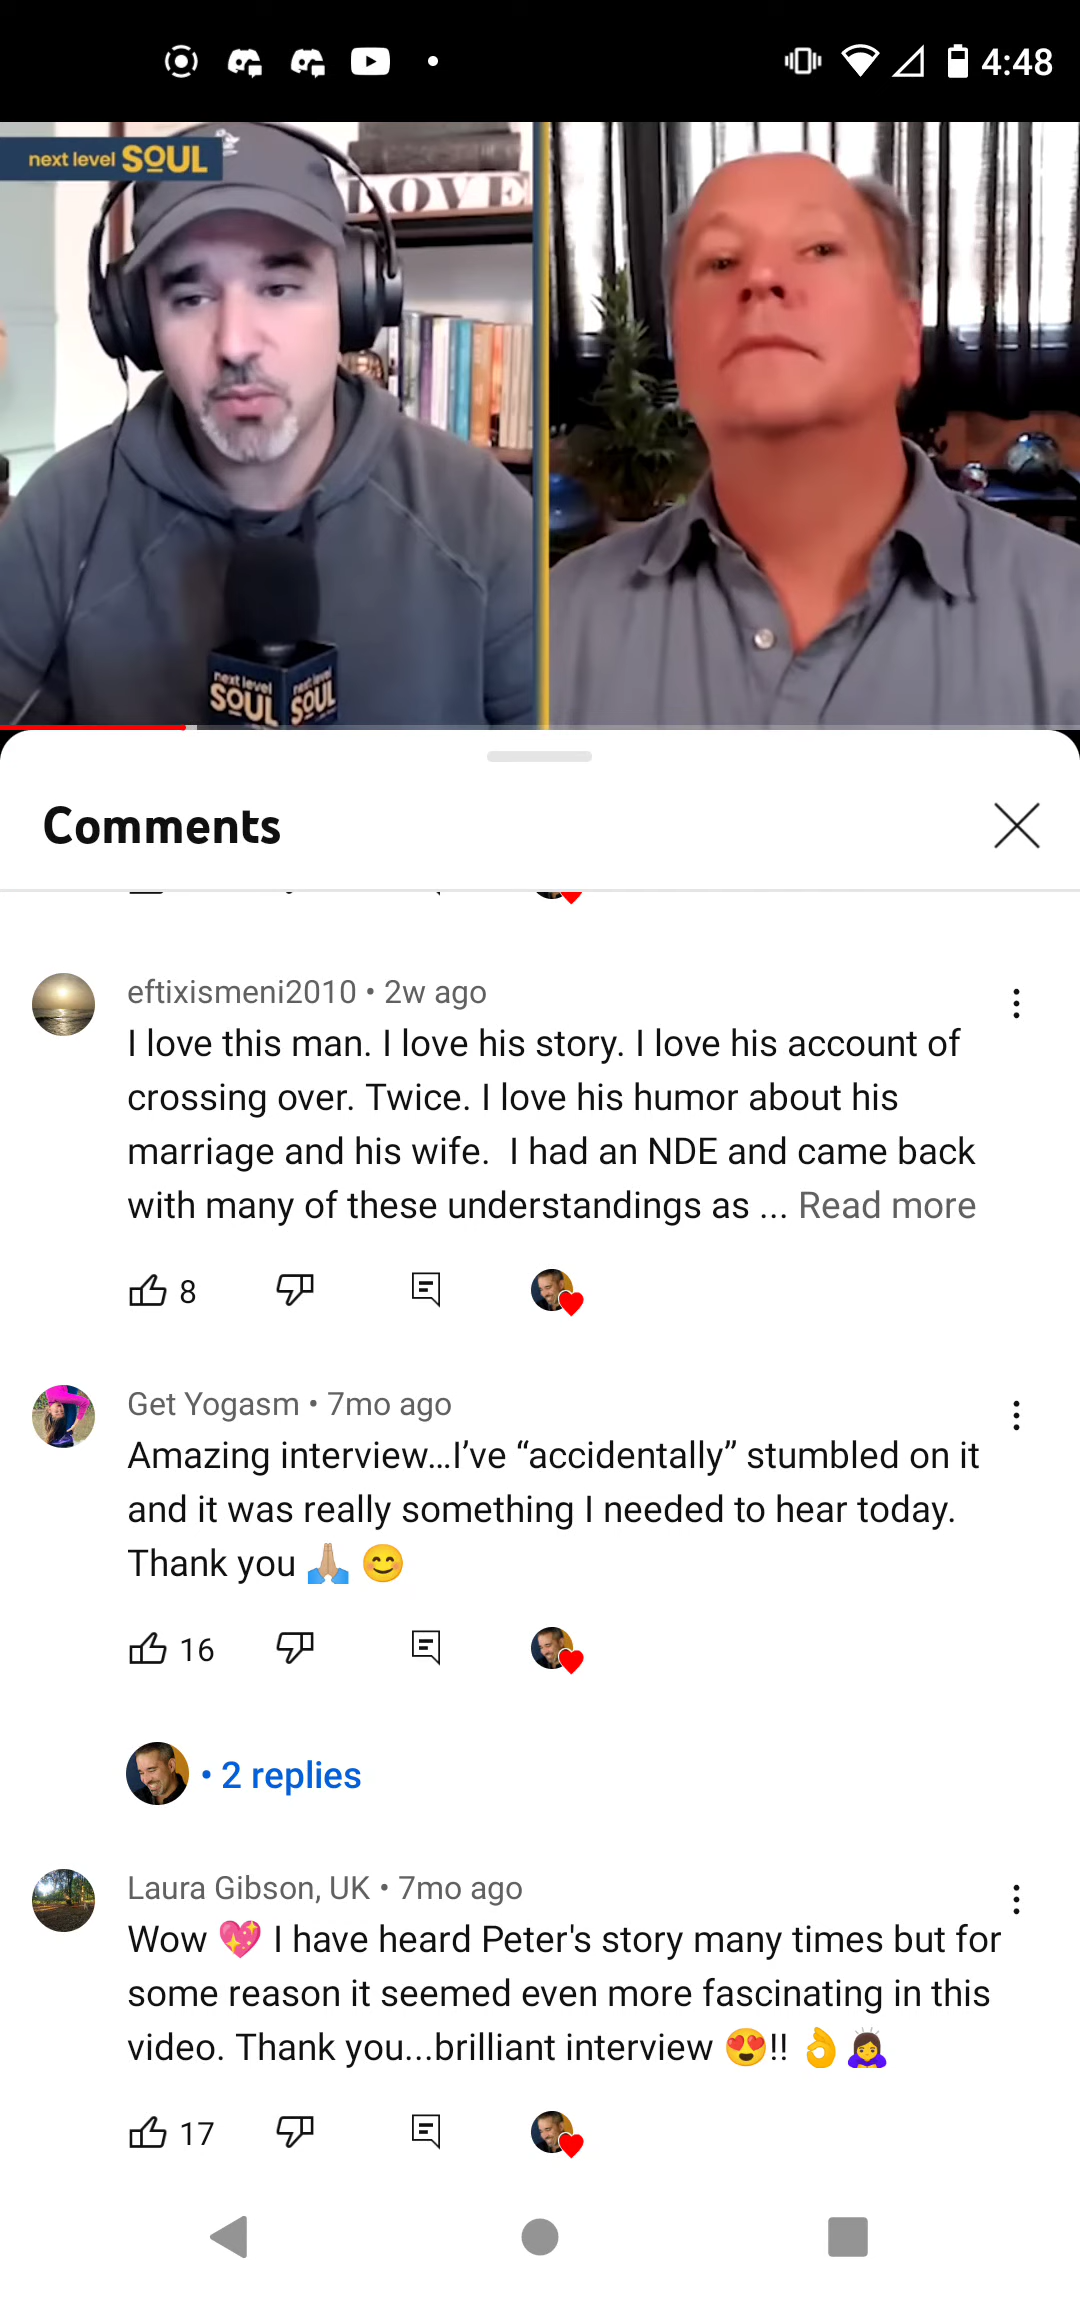 4:48
next level SOUL
LOVE
next level
SOUL
next level
SOUL
Comments
eftixismeni2010 • 2w ago
I love this man. I love his story. I love his account of
crossing over. Twice. I love his humor about his
marriage and his wife.  I had an NDE and came back
with many of these understandings as ... Read more
8
Get Yogasm • 7mo ago
Amazing interview...I’ve “accidentally” stumbled on it
and it was really something I needed to hear today.
Thank you 🙏🏼 😊
16
• 2 replies
Laura Gibson, UK • 7mo ago
Wow 💖 I have heard Peter's story many times but for
some reason it seemed even more fascinating in this
video. Thank you...brilliant interview 😍!! 👌 🙇‍♀️
17